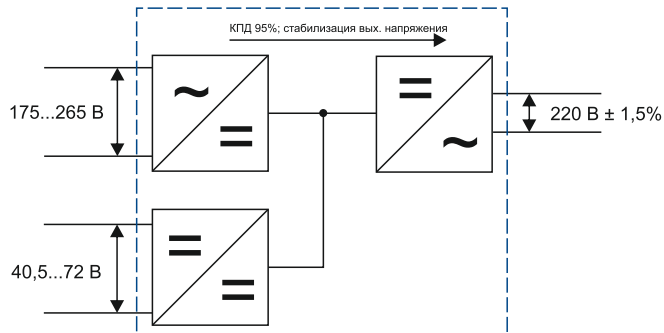 КПД 95%; стабилизация вых. напряжения
175...265 В
220 В ± 1,5%
40,5...72 В